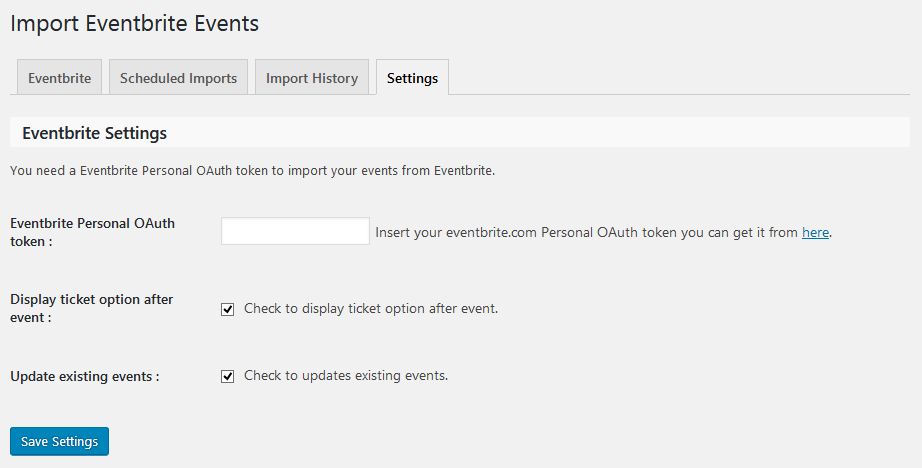 Import Eventbrite Events
Eventbrite
Scheduled Imports
Import History
Settings
Eventbrite Settings
You need a Eventbrite Personal OAuth token to import your events from Eventbrite.
Eventbrite Personal OAuth
token :
Insert your eventbrite.com Personal OAuth token you can get it from here.
Display ticket option after
event :
Check to display ticket option after event.
Update existing events :
Check to updates existing events.
Save Settings